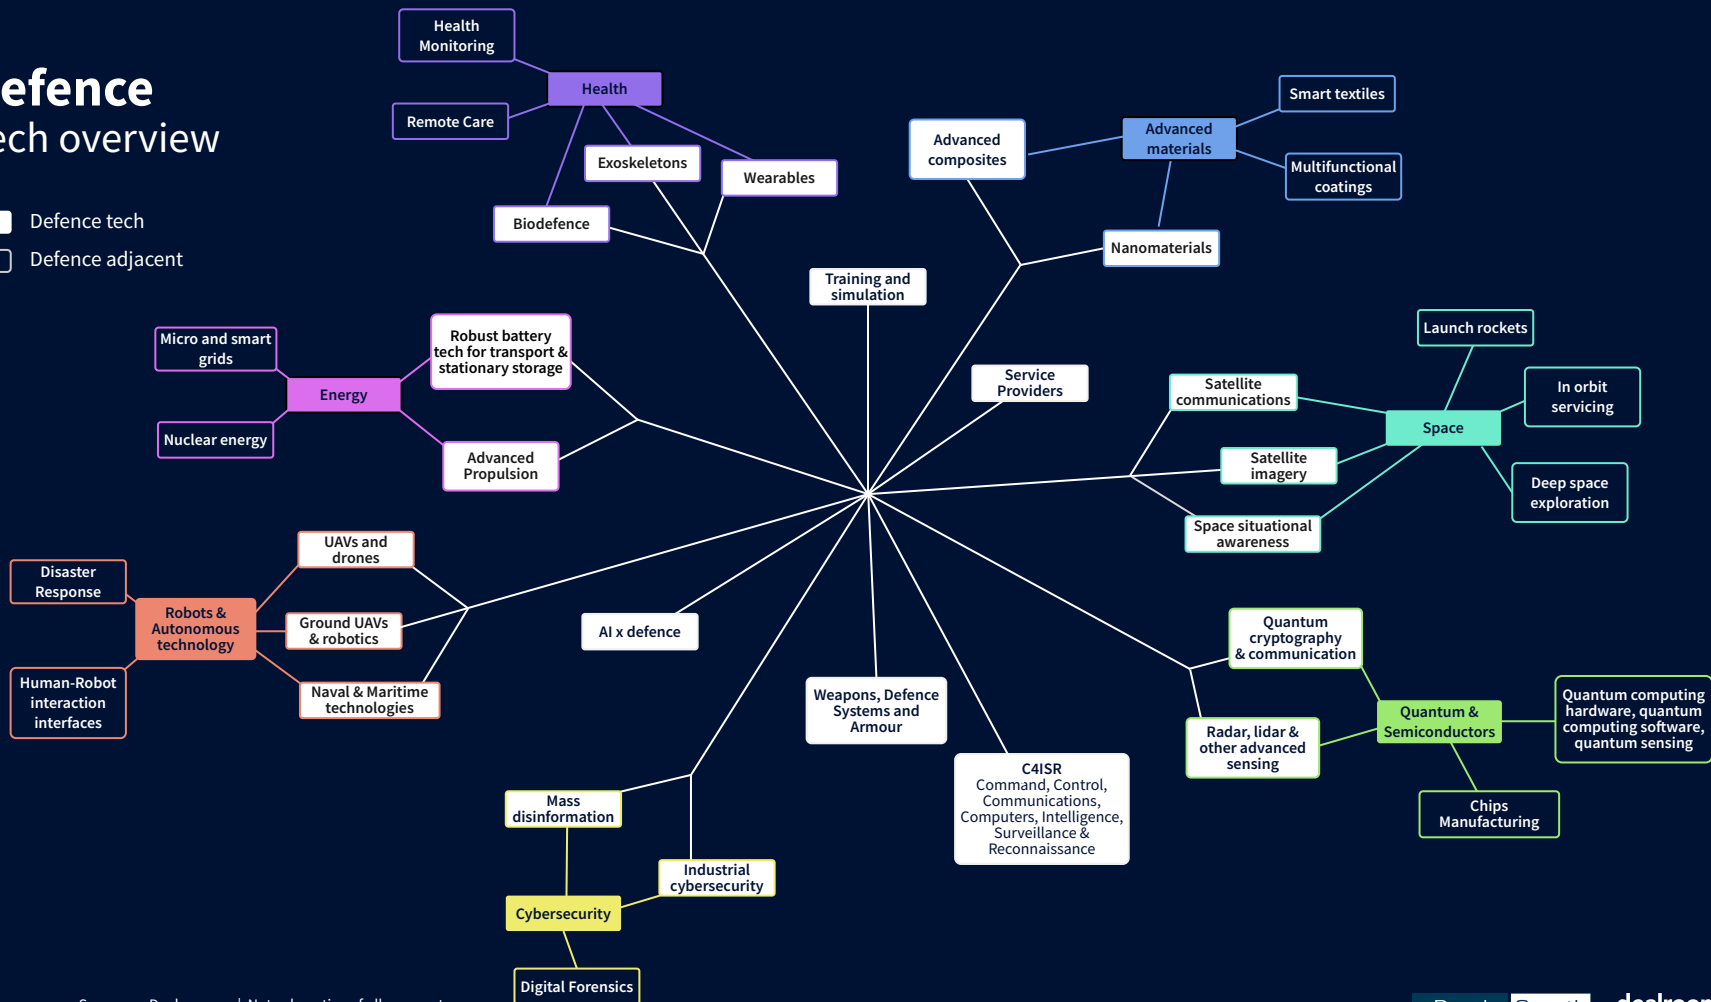 efence
ech overview
Defence tech
Defence adjacent
Health
Monitoring
Health
Remote Care
Exoskeletons
Wearables
Biodefence
Advanced
composites
Advanced
materials
Smart textiles
Multifunctional
coatings
Nanomaterials
Training and
simulation
Service
Providers
Micro and smart
grids
Robust battery
tech for transport &
stationary storage
Energy
Nuclear energy
Advanced
Propulsion
Launch rockets
Satellite
communications
In orbit
servicing
Space
Satellite
imagery
Deep space
exploration
Space situational
awareness
UAVs and
drones
Disaster
Response
Robots &
Autonomous
technology
Ground UAVs
& robotics
Human-Robot
interaction
interfaces
Naval & Maritime
technologies
AI x defence
Weapons, Defence
Systems and
Armour
C4ISR
Command, Control,
Communications,
Computers, Intelligence,
Surveillance &
Reconnaissance
Quantum
cryptography
& communication
Radar, lidar &
other advanced
sensing
Quantum &
Semiconductors
Quantum computing
hardware, quantum
computing software,
quantum sensing
Chips
Manufacturing
Mass
disinformation
Industrial
cybersecurity
Cybersecurity
Digital Forensics
dealroom